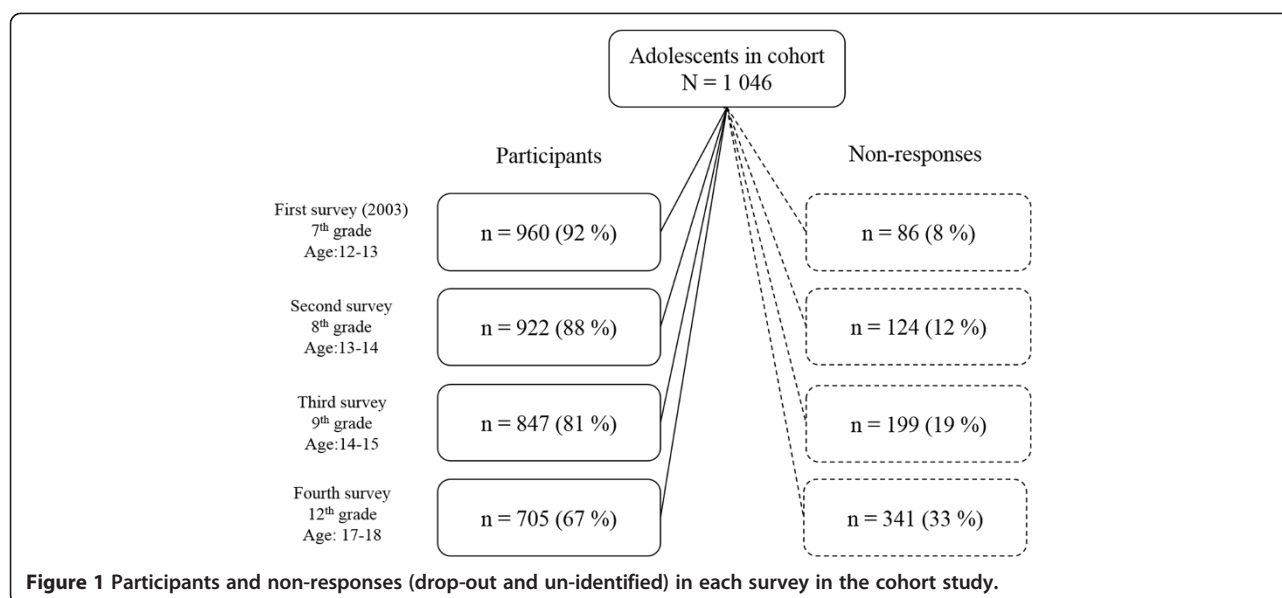 Adolescents in cohort
N = 1 046
Participants
Non-responses
First survey (2003)
7th grade
Age:12-13
n = 960 (92 %)
n = 86 (8 %)
Second survey
8th grade
Age:13-14
n = 922 (88 %)
n = 124 (12 %)
Third survey
9th grade
Age:14-15
n = 847 (81 %)
n = 199 (19 %)
Fourth survey
12th grade
Age: 17-18
n = 705 (67 %)
n = 341 (33 %)
Figure 1 Participants and non-responses (drop-out and un-identified) in each survey in the cohort study.